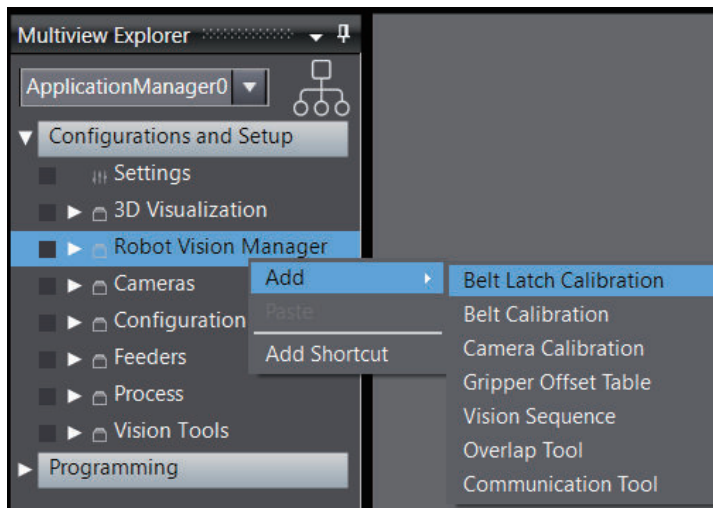 Multiview Explorer
ApplicationManager0
Configurations and Setup
Settings
3D Visualization
Robot Vision Manager
Cameras
Configuration
Feeders
Process
Vision Tools
Programming
Add
Paste
Add Shortcut
Belt Latch Calibration
Belt Calibration
Camera Calibration
Gripper Offset Table
Vision Sequence
Overlap Tool
Communication Tool